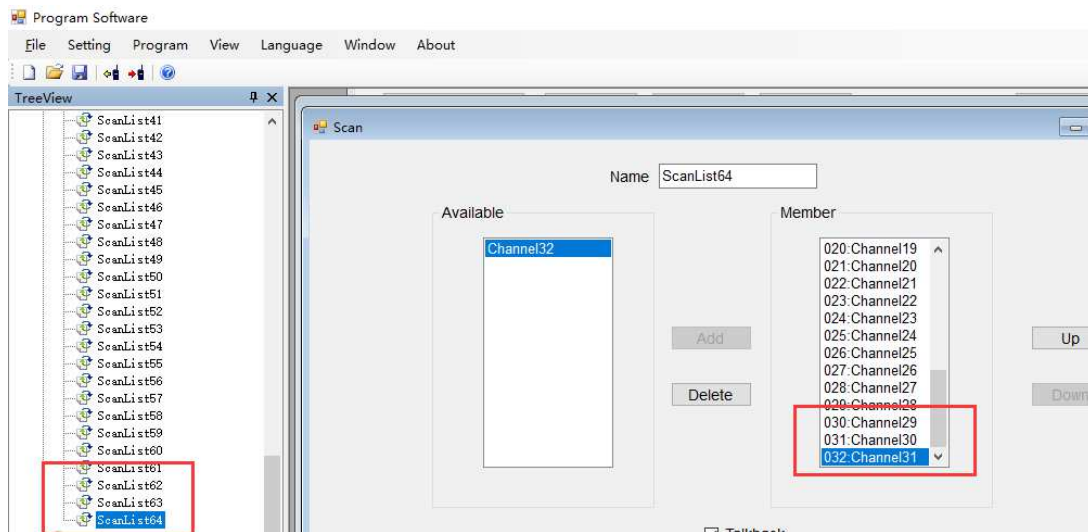 Program Software
File Setting Program View Language Window About
TreeView
ScanList41
ScanList42
ScanList43
ScanList44
ScanList45
ScanList46
ScanList47
ScanList48
ScanList49
ScanList50
ScanList51
ScanList52
ScanList53
ScanList54
ScanList55
ScanList56
ScanList57
ScanList58
ScanList59
ScanList60
ScanList61
ScanList62
ScanList63
ScanList64
Scan
Name ScanList64
Available
Channel32
Add
Delete
Member
020:Channel19
021:Channel20
022:Channel21
023:Channel22
024:Channel23
025:Channel24
026:Channel25
027:Channel26
028:Channel27
029:Channel28
030:Channel29
031:Channel30
032:Channel31
Up
Down
Talkback